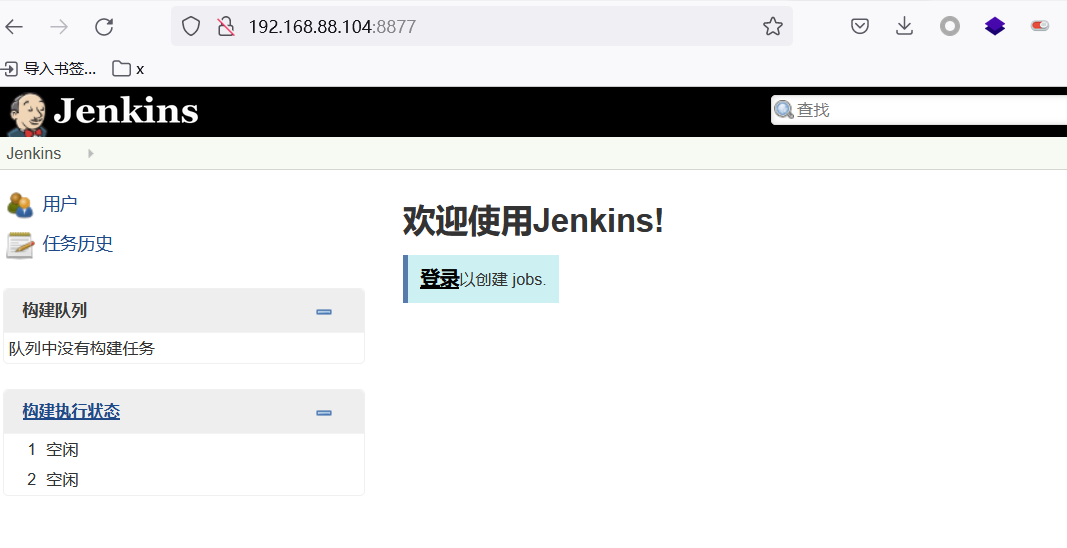 192.168.88.104:8877
导入书签... x
Jenkins
查找
Jenkins
用户
任务历史
欢迎使用Jenkins!
登录以创建 jobs.
构建队列
队列中没有构建任务
构建执行状态
1 空闲
2 空闲